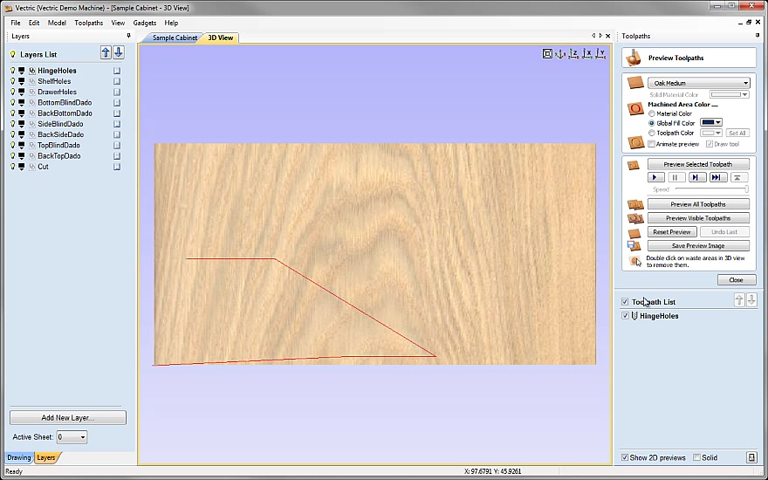 Vectric (Vectric Demo Machine) - [Sample Cabinet - 3D View]
File Edit Model Toolpaths View Gadgets Help
Layers
Layers List
HingeHoles
ShelfHoles
DrawerHoles
BottomBlindDado
BackBottomDado
SideBlindDado
BackSideDado
TopBlindDado
BackTopDado
Cut
Add New Layer...
Active Sheet: 0
Drawing Layers
Ready
Sample Cabinet 3D View
X: 97.6791 Y: 45.9261
Toolpaths
Preview Toolpaths
Oak Medium
Solid Material Color
Machined Area Color ...
Material Color
Global Fill Color
Toolpath Color Set All
Animate preview Draw tool
Preview Selected Toolpath
Speed
Preview All Toolpaths
Preview Visible Toolpaths
Reset Preview Undo Last
Save Preview Image
Double click on waste areas in 3D view
to remove them.
Close
Toolpath List
HingeHoles
Show 2D previews Solid